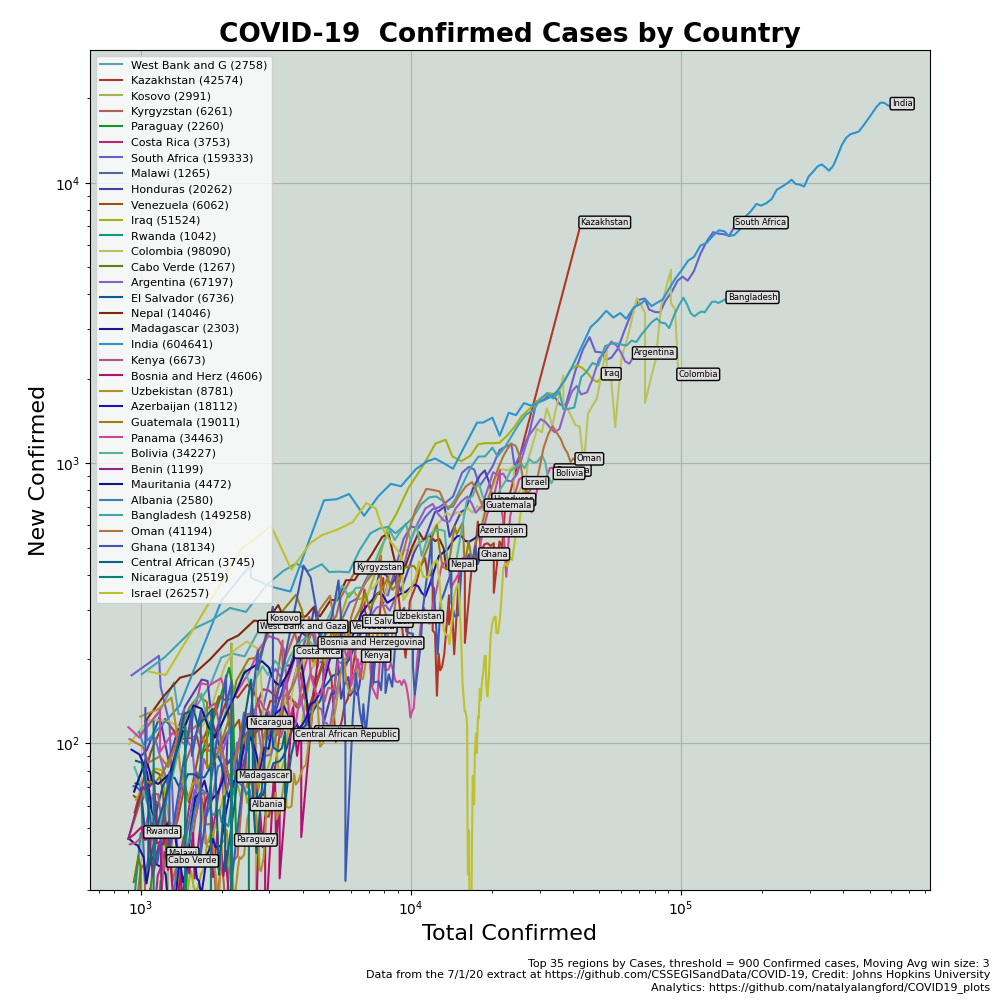 COVID-19  Confirmed Cases by Country
West Bank and G (2758)
Kazakhstan (42574)
Kosovo (2991)
Kyrgyzstan (6261)
Paraguay (2260)
Costa Rica (3753)
South Africa (159333)
Malawi (1265)
Honduras (20262)
Venezuela (6062)
Iraq (51524)
Rwanda (1042)
Colombia (98090)
Cabo Verde (1267)
Argentina (67197)
El Salvador (6736)
Nepal (14046)
Madagascar (2303)
India (604641)
Kenya (6673)
Bosnia and Herz (4606)
Uzbekistan (8781)
Azerbaijan (18112)
Guatemala (19011)
Panama (34463)
Bolivia (34227)
Benin (1199)
Mauritania (4472)
Albania (2580)
Bangladesh (149258)
Oman (41194)
Ghana (18134)
Central African (3745)
Nicaragua (2519)
Israel (26257)
India
Kazakhstan
South Africa
Bangladesh
Argentina
Iraq
Colombia
Oman
Bolivia
Israel
Guatemala
Azerbaijan
Ghana
Nepal
Kyrgyzstan
Uzbekistan
Kosovo
El Salv
West Bank and Gaza
Bosnia and Herzegovina
Costa Rica
Kenya
Nicaragua
Central African Republic
Madagascar
Albania
Rwanda
Paraguay
Malawi
Cabo Verde
10⁴
10³
10²
10³
10⁴
10⁵
New Confirmed
Total Confirmed
Top 35 regions by Cases, threshold = 900 Confirmed cases, Moving Avg win size: 3
Data from the 7/1/20 extract at https://github.com/CSSEGISandData/COVID-19, Credit: Johns Hopkins University
Analytics: https://github.com/natalyalangford/COVID19_plots